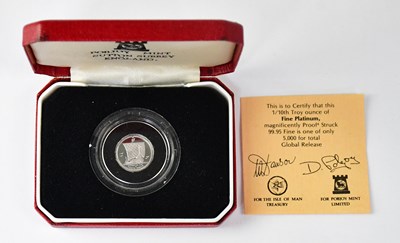 POBJOY MINT
SUTTON SURREY
ENGLAND
This is to Certify that this
1/10th Troy ounce of
Fine Platinum,
magnificently Proof Struck
99.95 Fine is one of only
5,000 for total
Global Release
FOR THE ISLE OF MAN
TREASURY
FOR POBJOY MINT
LIMITED